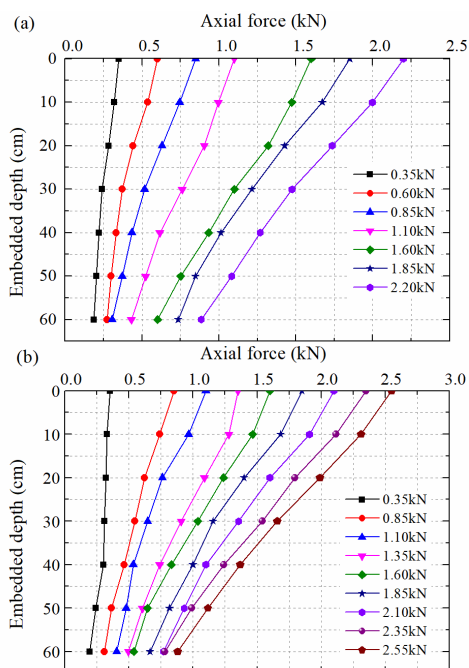 (a)
Axial force (kN)
0.0 0.5 1.0 1.5 2.0 2.5
Embedded depth (cm)
0
10
20
30
40
50
60
0.35kN
0.60kN
0.85kN
1.10kN
1.60kN
1.85kN
2.20kN
(b)
Axial force (kN)
0.0 0.5 1.0 1.5 2.0 2.5 3.0
Embedded depth (cm)
0
10
20
30
40
50
60
0.35kN
0.85kN
1.10kN
1.35kN
1.60kN
1.85kN
2.10kN
2.35kN
2.55kN